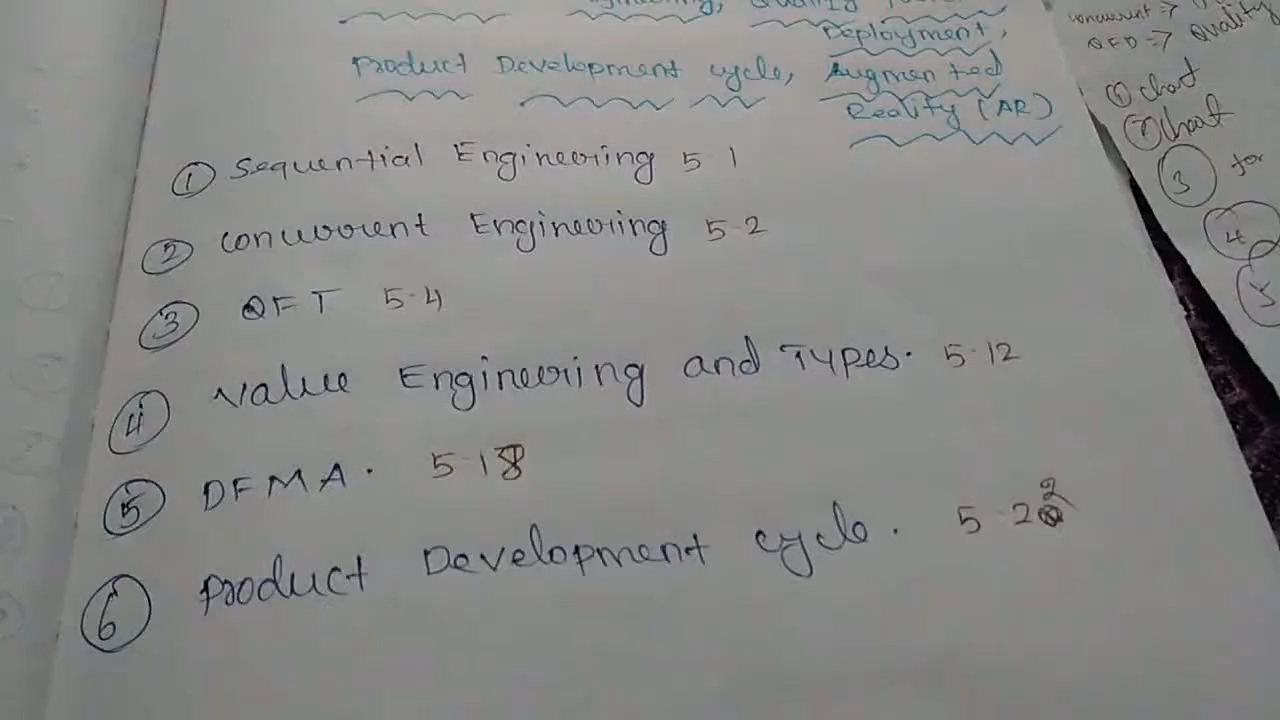 Deployment,
Product Development cycle, Augmented
Reality (AR)
① Sequential Engineering 5.1
② Concurrent Engineering 5.2
③ QFT 5.4
④ Value Engineering and Types. 5.12
⑤ DFMA. 5.18
⑥ Product Development cycle. 5.22
concurrent =>
QFD => Quality
① chart
② chart
③ for
④
⑤